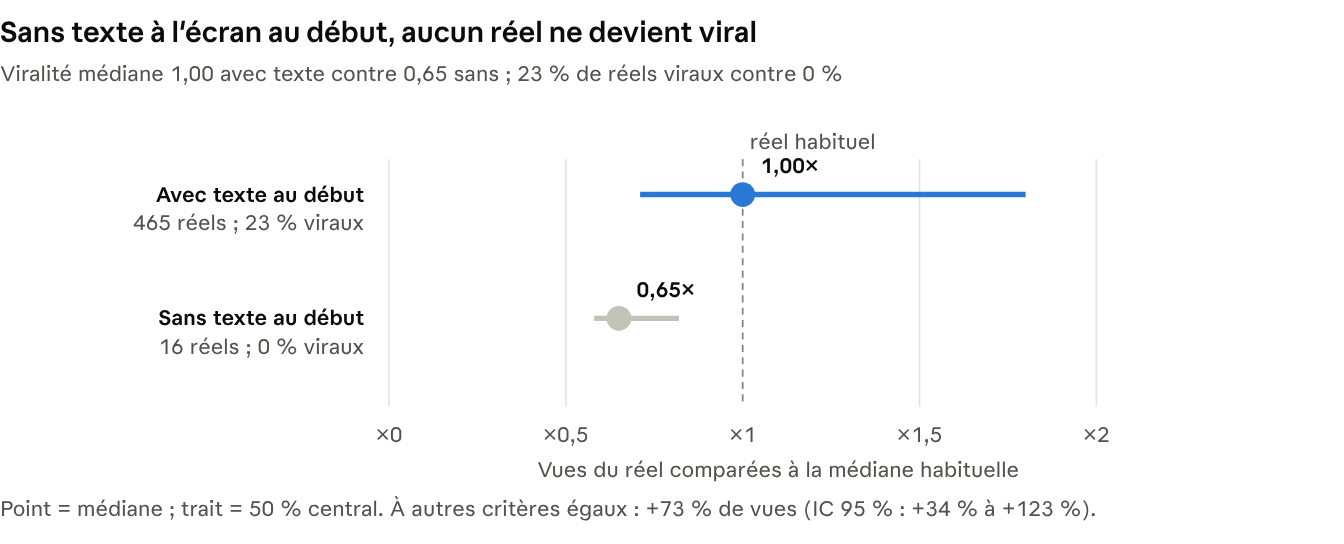 Sans texte à l'écran au début, aucun réel ne devient viral
Viralité médiane 1,00 avec texte contre 0,65 sans ; 23 % de réels viraux contre 0 %
réel habituel
1,00×
Avec texte au début
465 réels ; 23 % viraux
0,65×
Sans texte au début
16 réels ; 0 % viraux
×0 ×0,5 ×1 ×1,5 ×2
Vues du réel comparées à la médiane habituelle
Point = médiane ; trait = 50 % central. À autres critères égaux : +73 % de vues (IC 95 % : +34 % à +123 %).